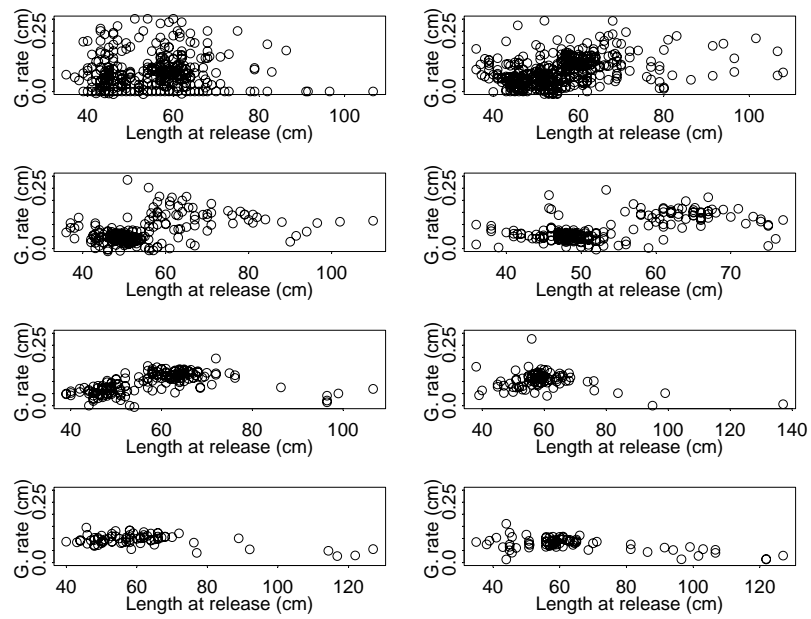 G. rate (cm)
0.0 0.25
40 60 80 100
Length at release (cm)
G. rate (cm)
0.0 0.25
40 60 80 100
Length at release (cm)
G. rate (cm)
0.0 0.25
40 60 80 100
Length at release (cm)
G. rate (cm)
0.0 0.25
40 50 60 70
Length at release (cm)
G. rate (cm)
0.0 0.25
40 60 80 100
Length at release (cm)
G. rate (cm)
0.0 0.25
40 60 80 100 120 140
Length at release (cm)
G. rate (cm)
0.0 0.25
40 60 80 100 120
Length at release (cm)
G. rate (cm)
0.0 0.25
40 60 80 100 120
Length at release (cm)